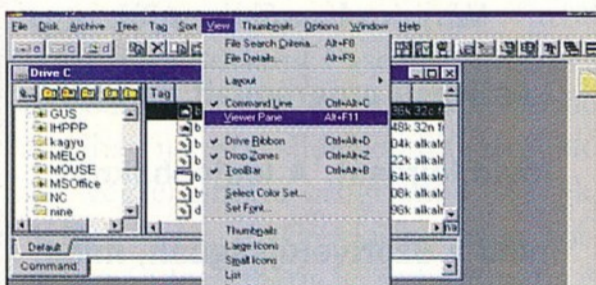 File Disk Archive Tree Tag Sort View Thumbnails Options Window Help
File Search Criteria... Alt+F8
File Details... Alt+F9
Layout
Command Line Ctrl+Alt+C
Viewer Pane Alt+F11
Drive Ribbon Ctrl+Alt+D
Drop Zones Ctrl+Alt+Z
ToolBar Ctrl+Alt+B
Select Color Set...
Set Font...
Thumbnails
Large Icons
Small Icons
List
Drive C
Tag
GUS
IHPPP
kagyu
MELO
MOUSE
MSOffice
NC
nine
Default
Command: